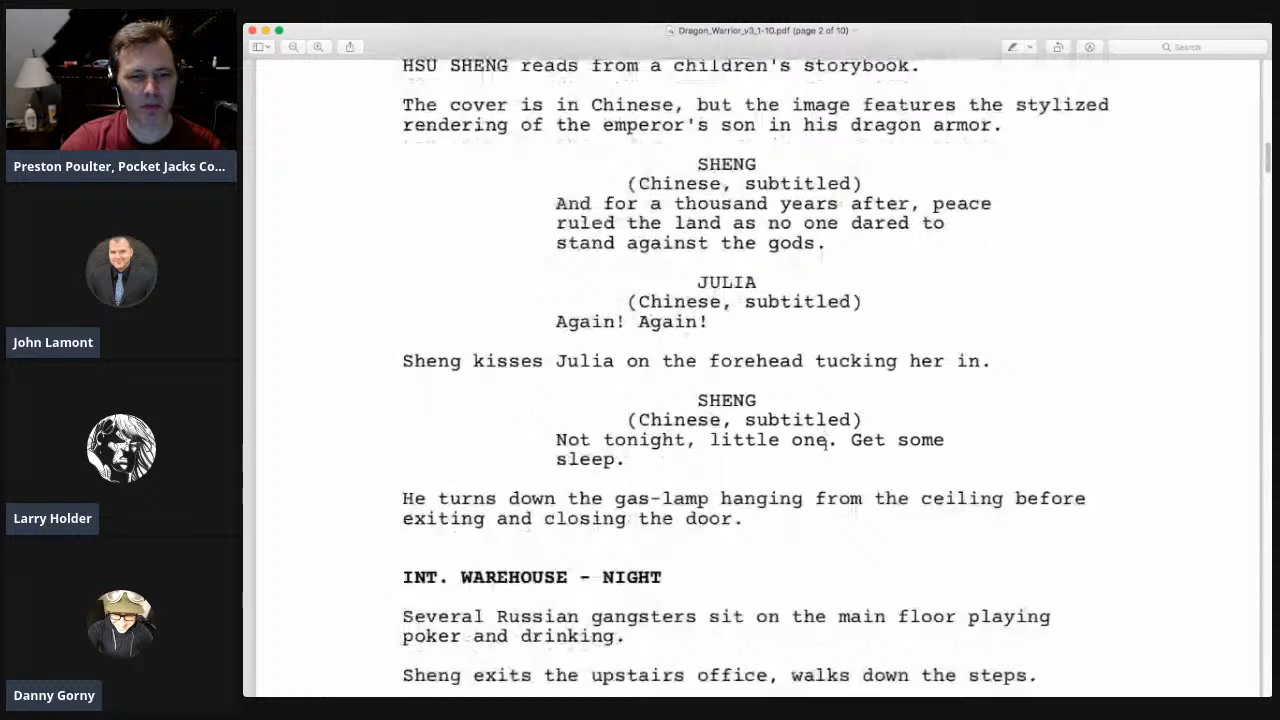 Dragon_Warrior_v3_1-10.pdf (page 2 of 10)
Search
HSU SHENG reads from a children's storybook.
The cover is in Chinese, but the image features the stylized
rendering of the emperor's son in his dragon armor.
SHENG
(Chinese, subtitled)
And for a thousand years after, peace
ruled the land as no one dared to
stand against the gods.
JULIA
(Chinese, subtitled)
Again! Again!
Sheng kisses Julia on the forehead tucking her in.
SHENG
(Chinese, subtitled)
Not tonight, little one. Get some
sleep.
He turns down the gas-lamp hanging from the ceiling before
exiting and closing the door.
INT. WAREHOUSE - NIGHT
Several Russian gangsters sit on the main floor playing
poker and drinking.
Sheng exits the upstairs office, walks down the steps.
Preston Poulter, Pocket Jacks Co...
John Lamont
Larry Holder
Danny Gorny